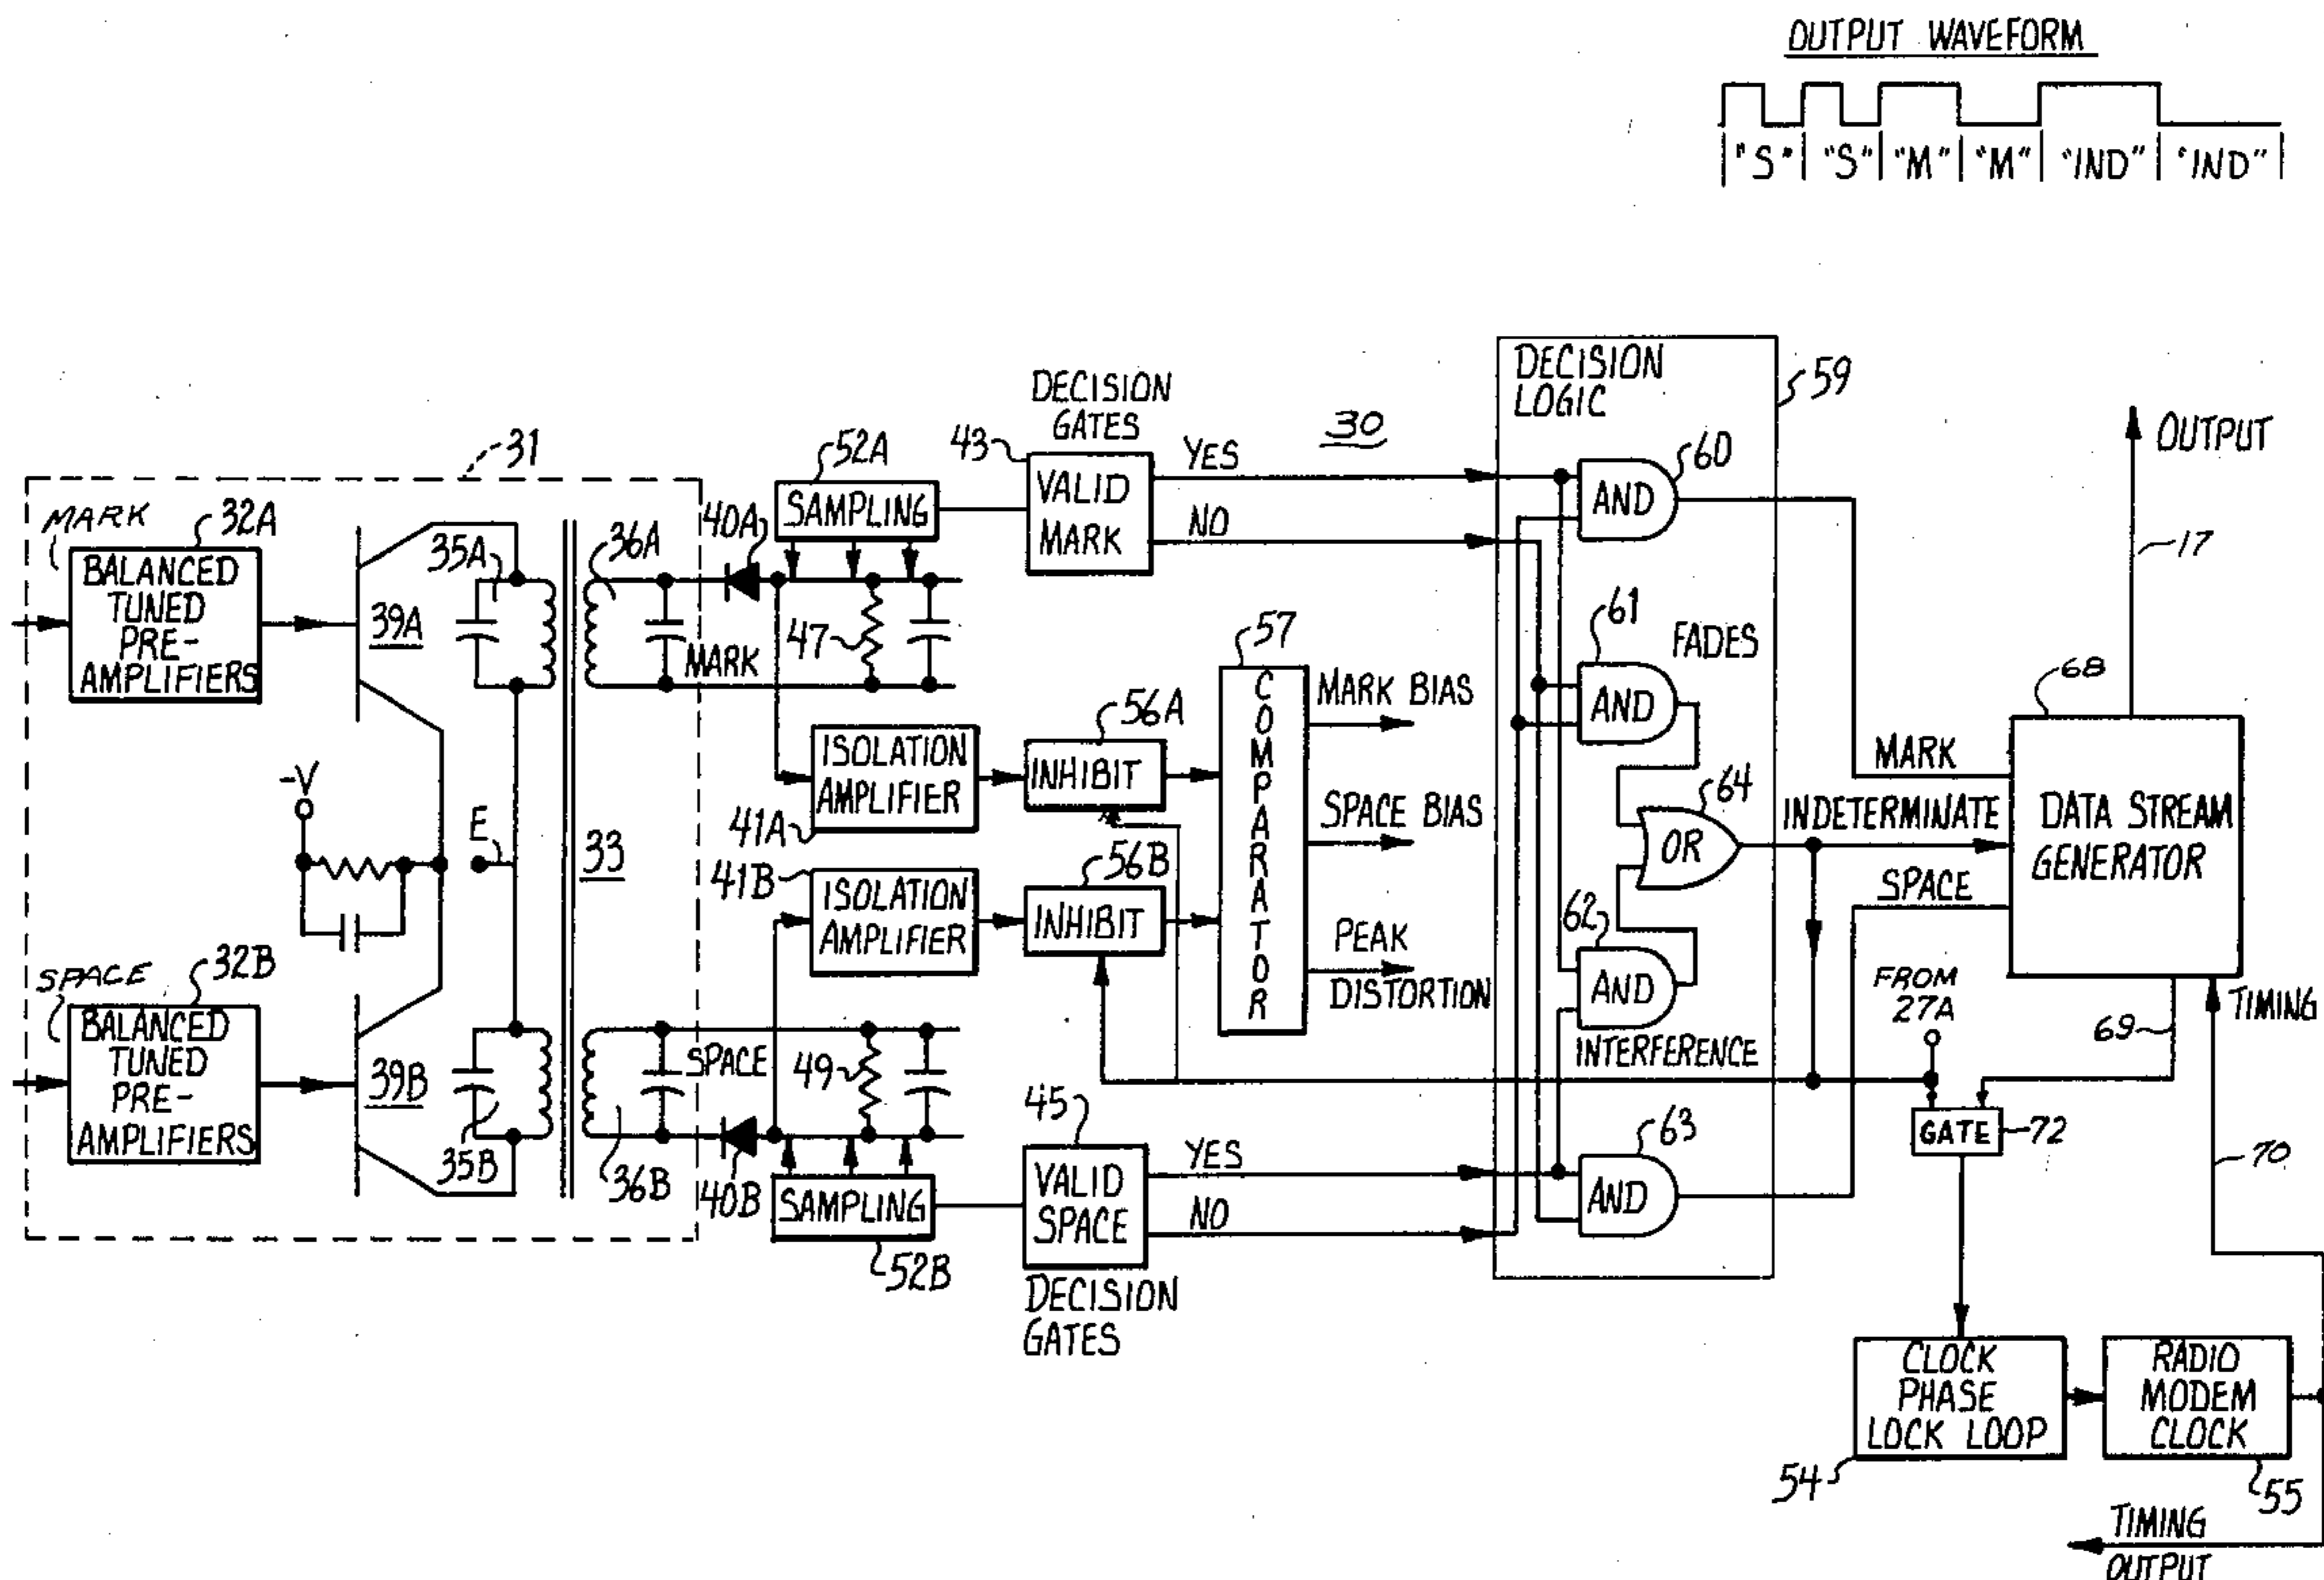 OUTPUT WAVEFORM
"S" "S" "M" "M" "IND" "IND"
DECISION
LOGIC
59
DECISION
GATES
30
31
52A
43
YES
60
OUTPUT
MARK
32A
35A
36A
40A
SAMPLING
VALID
MARK
NO
AND
17
BALANCED
TUNED
PRE-
AMPLIFIERS
39A
47
MARK
57
61
FADES
AND
68
ISOLATION
AMPLIFIER
41A
56A
INHIBIT
COMPARATOR
MARK BIAS
SPACE BIAS
PEAK
DISTORTION
MARK
64
OR
INDETERMINATE
DATA STREAM
GENERATOR
SPACE
-V
E
33
41B
ISOLATION
AMPLIFIER
56B
INHIBIT
62
AND
INTERFERENCE
FROM
27A
69
TIMING
SPACE
32B
BALANCED
TUNED
PRE-
AMPLIFIERS
39B
35B
36B
SPACE
49
40B
SAMPLING
52B
45
VALID
SPACE
YES
NO
DECISION
GATES
63
AND
GATE
72
70
CLOCK
PHASE
LOCK LOOP
54
RADIO
MODEM
CLOCK
55
TIMING
OUTPUT